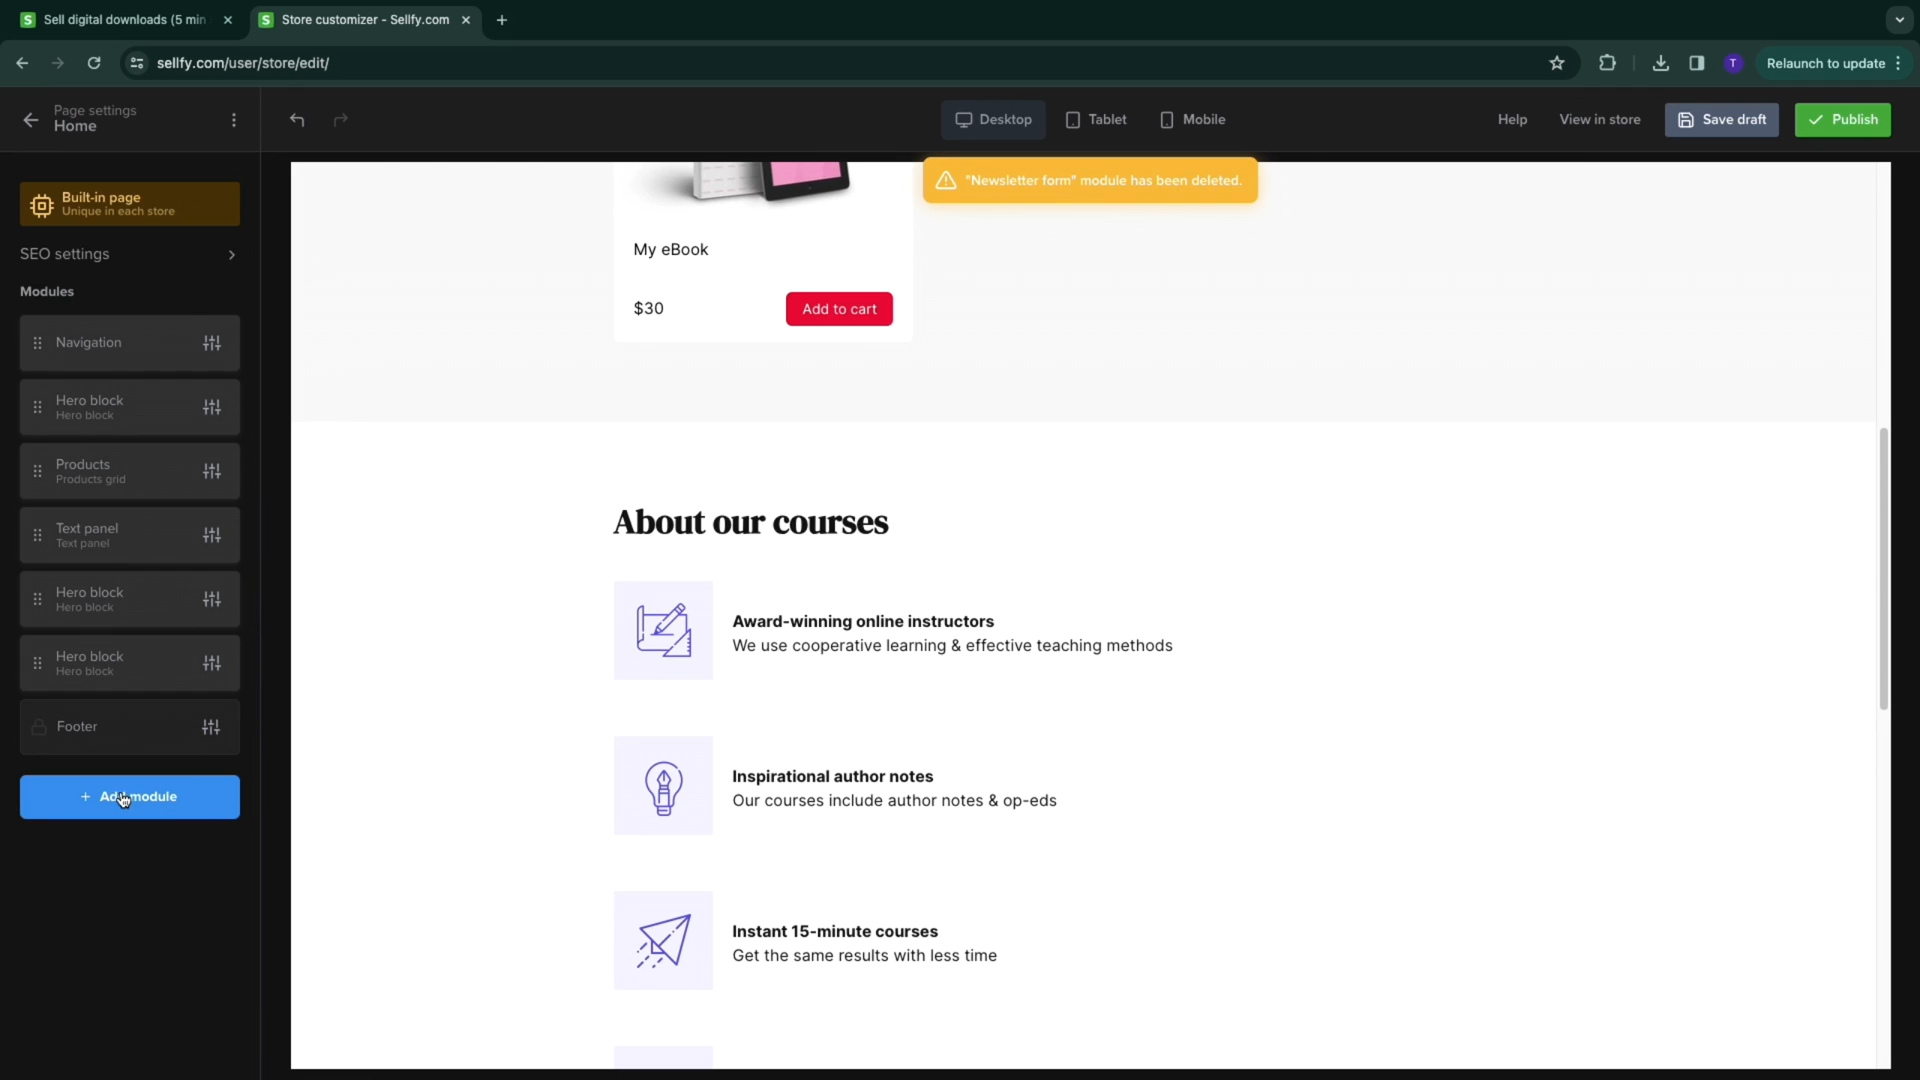 Sell digital downloads (5 min
Store customizer - Sellfy.com
sellfy.com/user/store/edit/
T
Relaunch to update
Page settings
Home
Desktop
Tablet
Mobile
Help
View in store
Save draft
Publish
Built-in page
Unique in each store
SEO settings
Modules
Navigation
Hero block
Hero block
Products
Products grid
Text panel
Text panel
Hero block
Hero block
Hero block
Hero block
Footer
+ Add module
"Newsletter form" module has been deleted.
My eBook
$30
Add to cart
About our courses
Award-winning online instructors
We use cooperative learning & effective teaching methods
Inspirational author notes
Our courses include author notes & op-eds
Instant 15-minute courses
Get the same results with less time